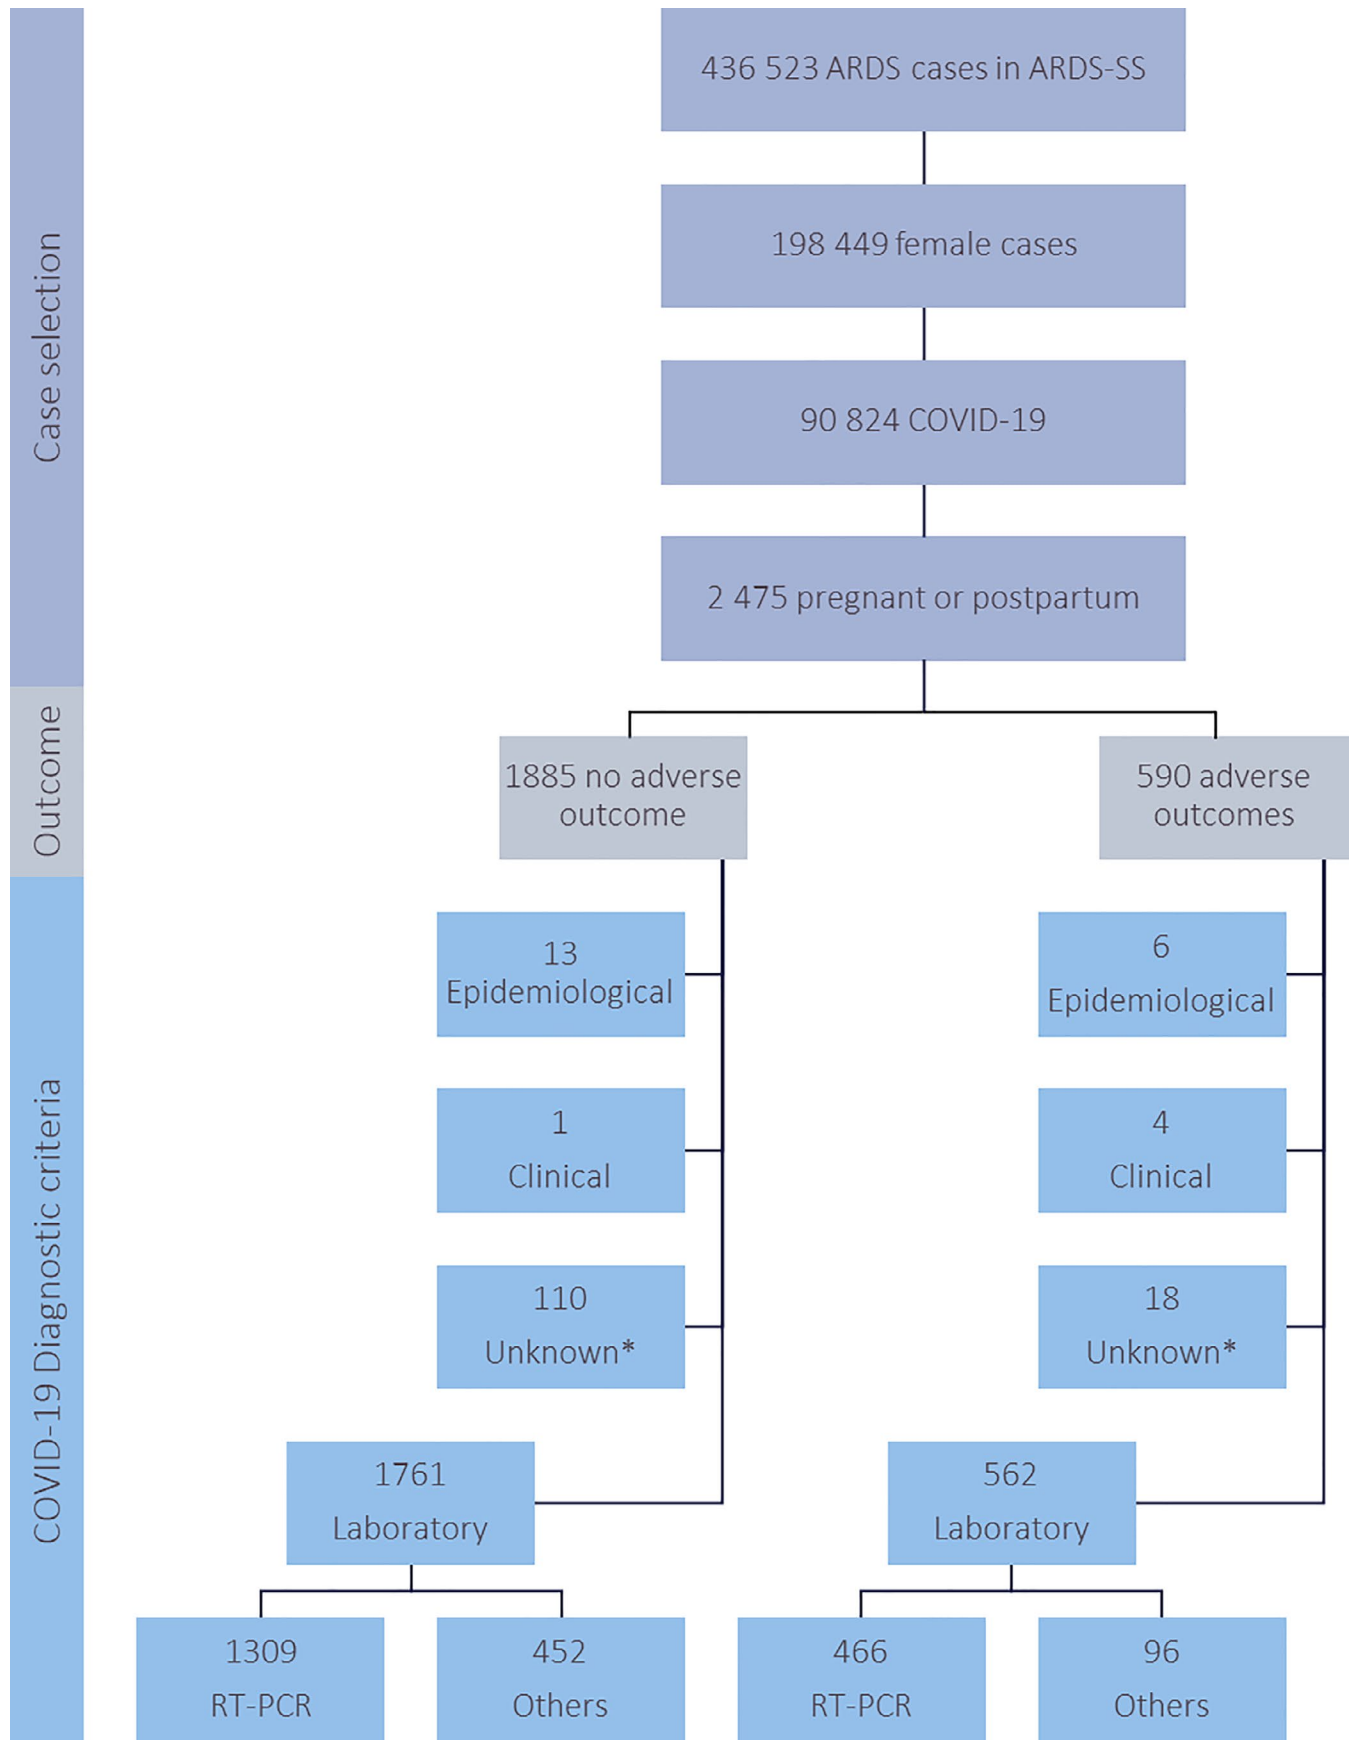 Case selection
436 523 ARDS cases in ARDS-SS
198 449 female cases
90 824 COVID-19
2 475 pregnant or postpartum
Outcome
1885 no adverse
outcome
590 adverse
outcomes
COVID-19 Diagnostic criteria
13
Epidemiological
6
Epidemiological
1
Clinical
4
Clinical
110
Unknown*
18
Unknown*
1761
Laboratory
562
Laboratory
1309
RT-PCR
452
Others
466
RT-PCR
96
Others